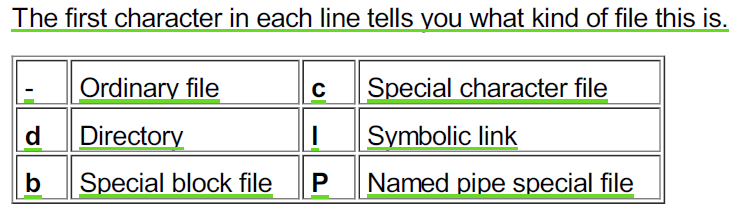 The first character in each line tells you what kind of file this is.
- Ordinary file c Special character file
d Directory l Symbolic link
b Special block file P Named pipe special file